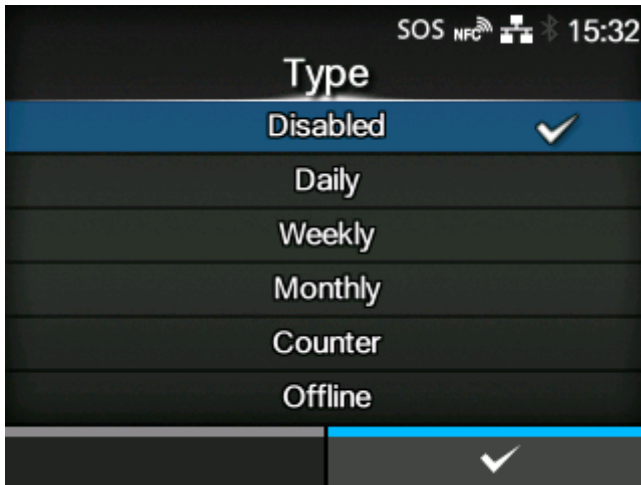 SOS NFC 15:32
Type
Disabled
Daily
Weekly
Monthly
Counter
Offline